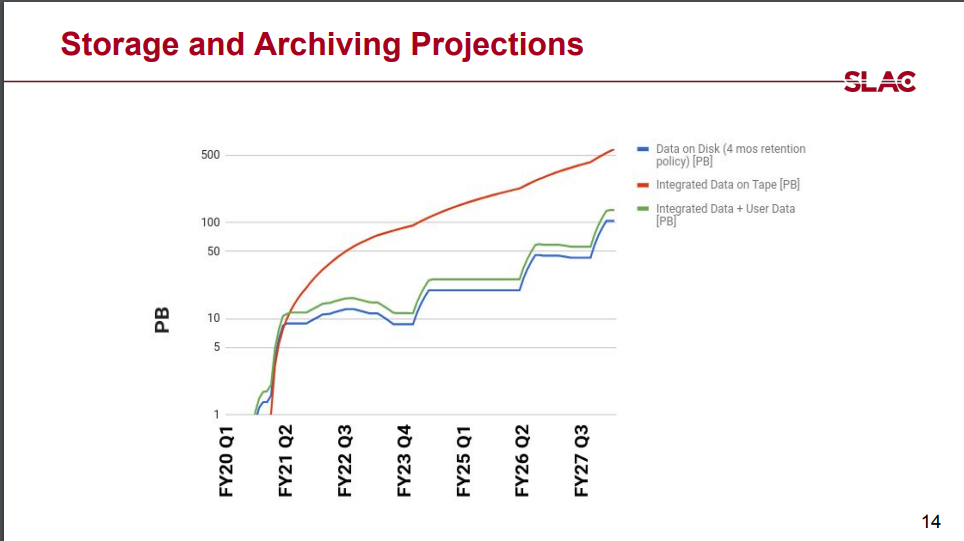 Storage and Archiving Projections
SLAC
500
100
50
10
5
1
PB
FY20 Q1
FY21 Q2
FY22 Q3
FY23 Q4
FY25 Q1
FY26 Q2
FY27 Q3
Data on Disk (4 mos retention
policy) [PB]
Integrated Data on Tape [PB]
Integrated Data + User Data
[PB]
14